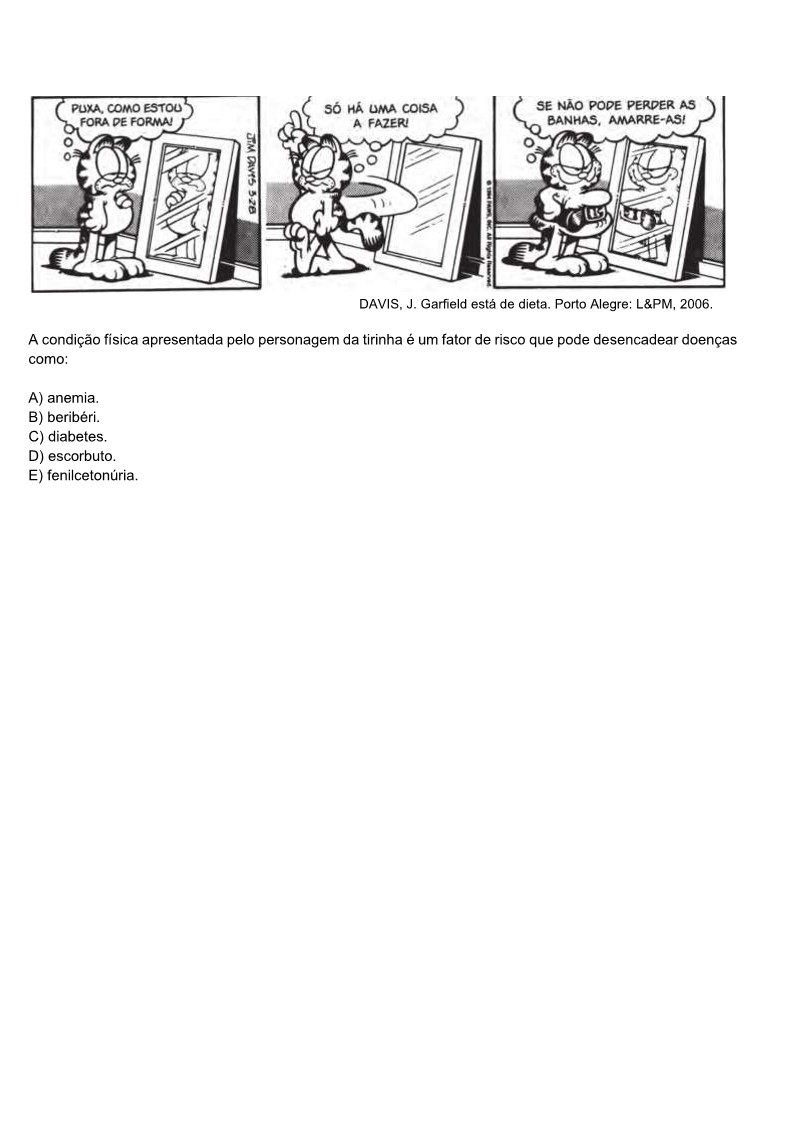 PUXA, COMO ESTOU
FORA DE FORMA!
JIM DAVIS 3-28
SÓ HÁ UMA COISA
A FAZER!
SE NÃO PODE PERDER AS
BANHAS, AMARRE-AS!
DAVIS, J. Garfield está de dieta. Porto Alegre: L&PM, 2006.
A condição física apresentada pelo personagem da tirinha é um fator de risco que pode desencadear doenças
como:
A) anemia.
B) beribéri.
C) diabetes.
D) escorbuto.
E) fenilcetonúria.